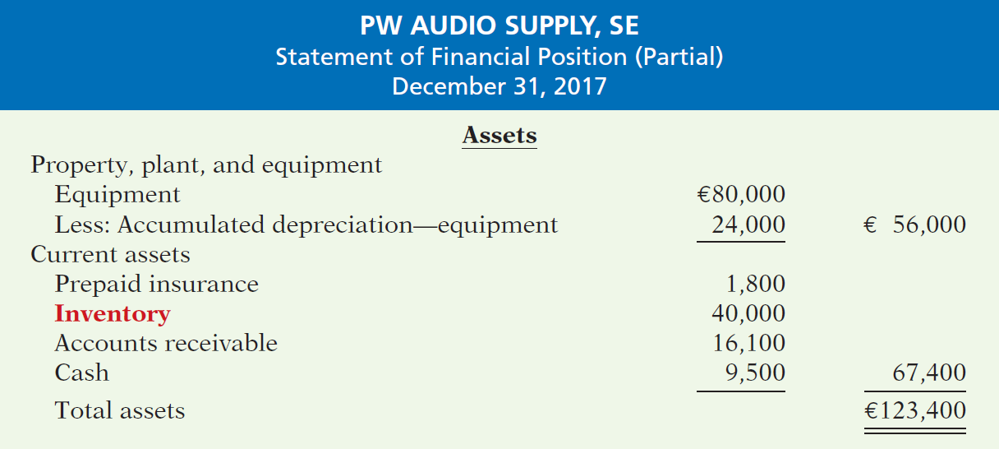 PW AUDIO SUPPLY, SE
Statement of Financial Position (Partial)
December 31, 2017
Assets
Property, plant, and equipment
Equipment €80,000
Less: Accumulated depreciation—equipment 24,000 € 56,000
Current assets
Prepaid insurance 1,800
Inventory 40,000
Accounts receivable 16,100
Cash 9,500 67,400
Total assets €123,400